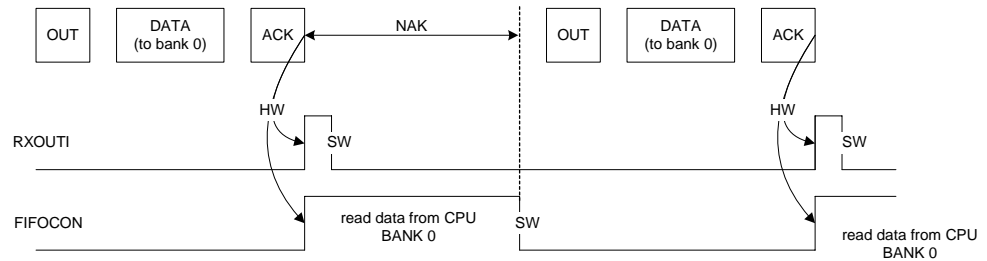 OUT
DATA
(to bank 0)
ACK
NAK
OUT
DATA
(to bank 0)
ACK
HW
HW
RXOUTI
SW
SW
FIFOCON
read data from CPU
BANK 0
SW
read data from CPU
BANK 0